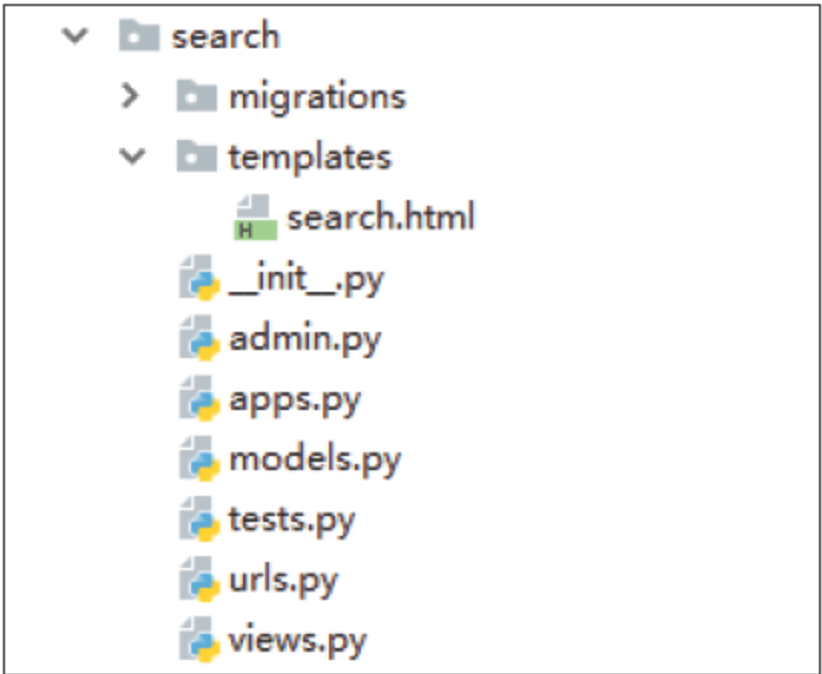 search
migrations
templates
H search.html
__init__.py
admin.py
apps.py
models.py
tests.py
urls.py
views.py